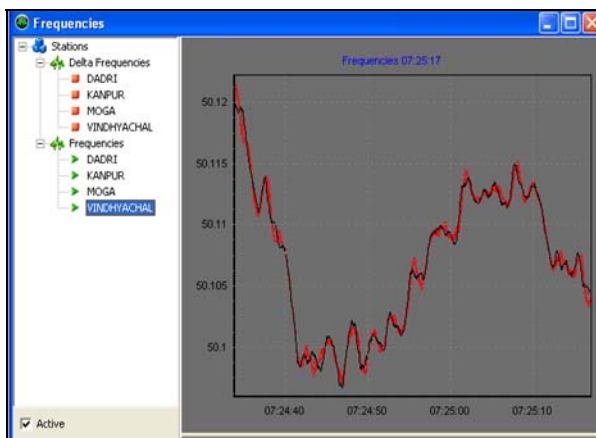 Frequencies
Stations
Delta Frequencies
DADRI
KANPUR
MOGA
VINDHYACHAL
Frequencies
DADRI
KANPUR
MOGA
VINDHYACHAL
Active
Frequencies 07:25:17
50.12
50.115
50.11
50.105
50.1
07:24:40 07:24:50 07:25:00 07:25:10